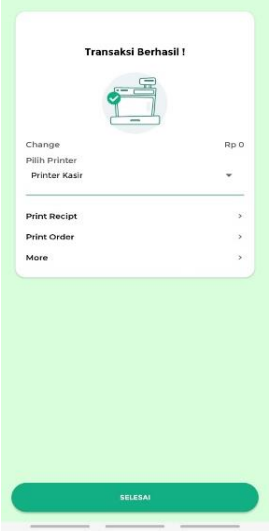 Transaksi Berhasil !
Change Rp 0
Pilih Printer
Printer Kasir
Print Recipt >
Print Order >
More >
SELESAI